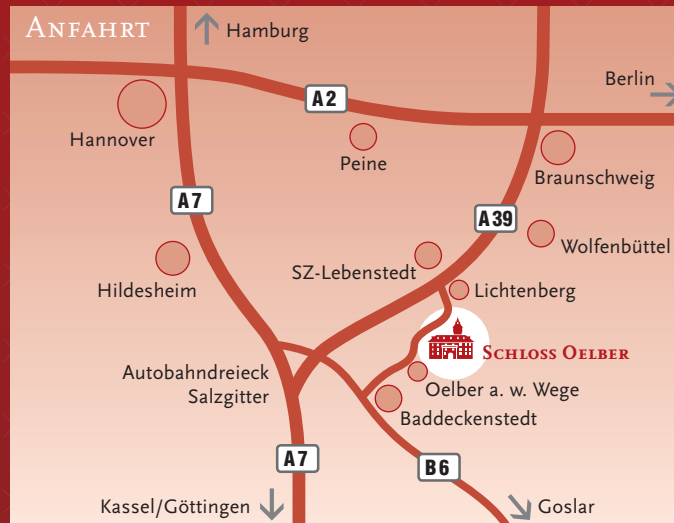 ANFAHRT
Hamburg
Berlin
A2
Hannover
Peine
Braunschweig
A7
A39
Wolfenbüttel
SZ-Lebenstedt
Hildesheim
Lichtenberg
SCHLOSS OELBER
Autobahndreieck
Salzgitter
Oelber a. w. Wege
Baddeckenstedt
A7
B6
Kassel/Göttingen
Goslar